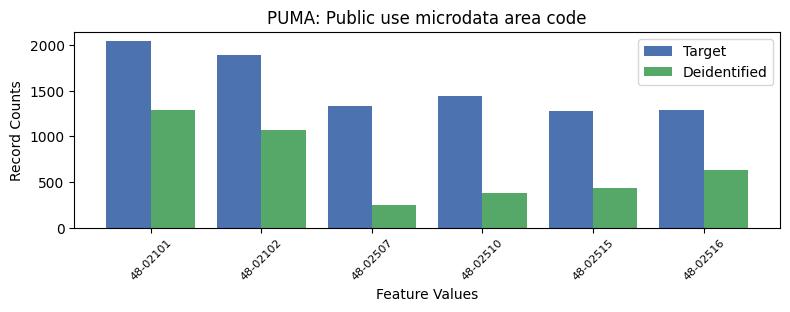 PUMA: Public use microdata area code
Target
Deidentified
Record Counts
2000
1500
1000
500
0
48-02101
48-02102
48-02507
48-02510
48-02515
48-02516
Feature Values